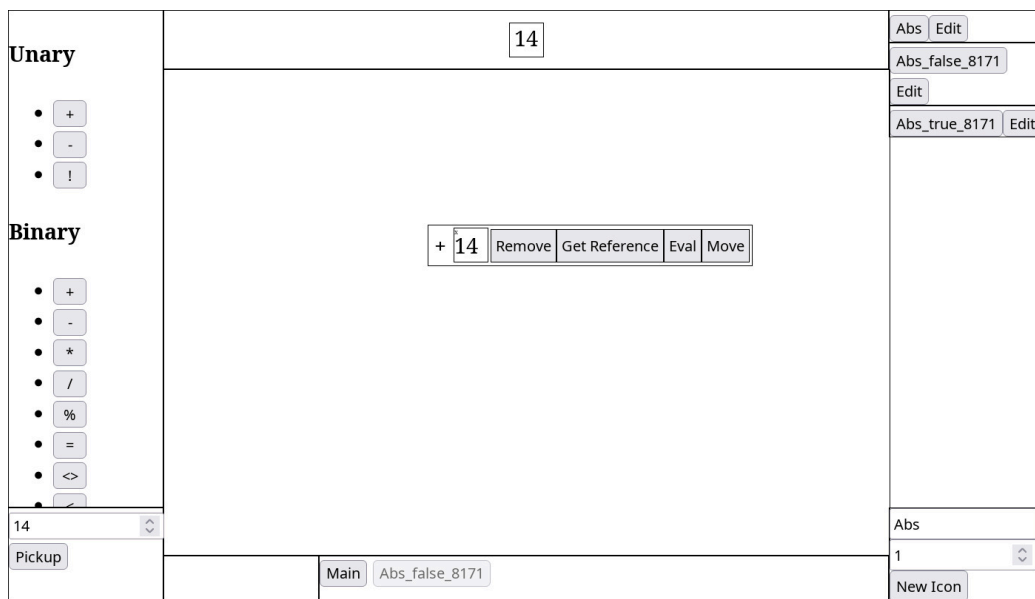 Unary
+
-
!
Binary
+
-
*
/
%
=
<>
<
14
Pickup
14
+ x 14 Remove Get Reference Eval Move
Main Abs_false_8171
Abs Edit
Abs_false_8171
Edit
Abs_true_8171 Edit
Abs
1
New Icon